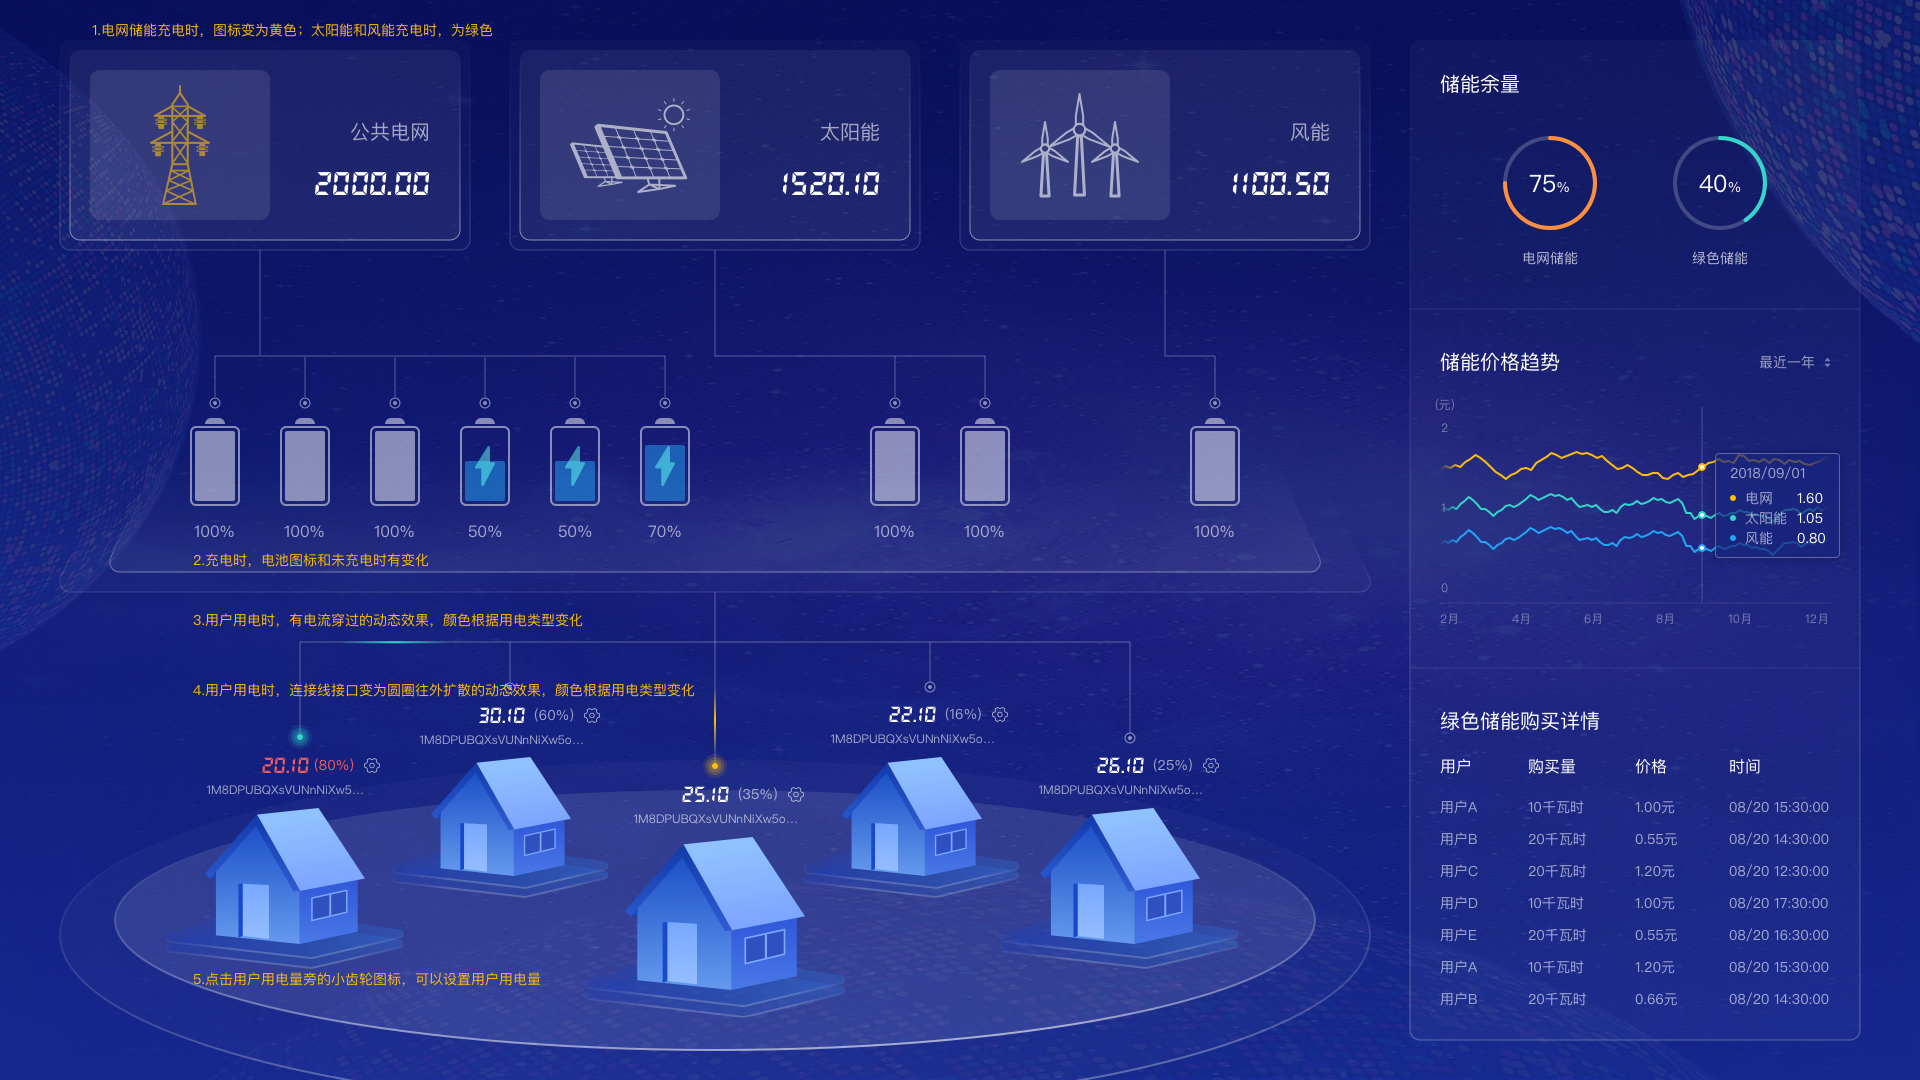 1.电网储能充电时，图标变为黄色；太阳能和风能充电时，为绿色
公共电网
2000.00
太阳能
1520.10
风能
1100.50
100%
100%
100%
50%
50%
70%
100%
100%
100%
2.充电时，电池图标和未充电时有变化
3.用户用电时，有电流穿过的动态效果，颜色根据用电类型变化
4.用户用电时，连接线接口变为圆圈往外扩散的动态效果，颜色根据用电类型变化
20.10 (80%)
1M8DPUBQXsVUNnNiXw5...
30.10 (60%)
1M8DPUBQXsVUNnNiXw5o...
25.10 (35%)
1M8DPUBQXsVUNnNiXw5o...
22.10 (16%)
1M8DPUBQXsVUNnNiXw5o...
26.10 (25%)
1M8DPUBQXsVUNnNiXw5o...
5.点击用户用电量旁的小齿轮图标，可以设置用户用电量
储能余量
75%
40%
电网储能
绿色储能
储能价格趋势
最近一年
(元)
2
1
0
2018/09/01
电网 1.60
太阳能 1.05
风能 0.80
2月 4月 6月 8月 10月 12月
绿色储能购买详情
用户 购买量 价格 时间
用户A 10千瓦时 1.00元 08/20 15:30:00
用户B 20千瓦时 0.55元 08/20 14:30:00
用户C 20千瓦时 1.20元 08/20 12:30:00
用户D 10千瓦时 1.00元 08/20 17:30:00
用户E 20千瓦时 0.55元 08/20 16:30:00
用户A 10千瓦时 1.20元 08/20 15:30:00
用户B 20千瓦时 0.66元 08/20 14:30:00